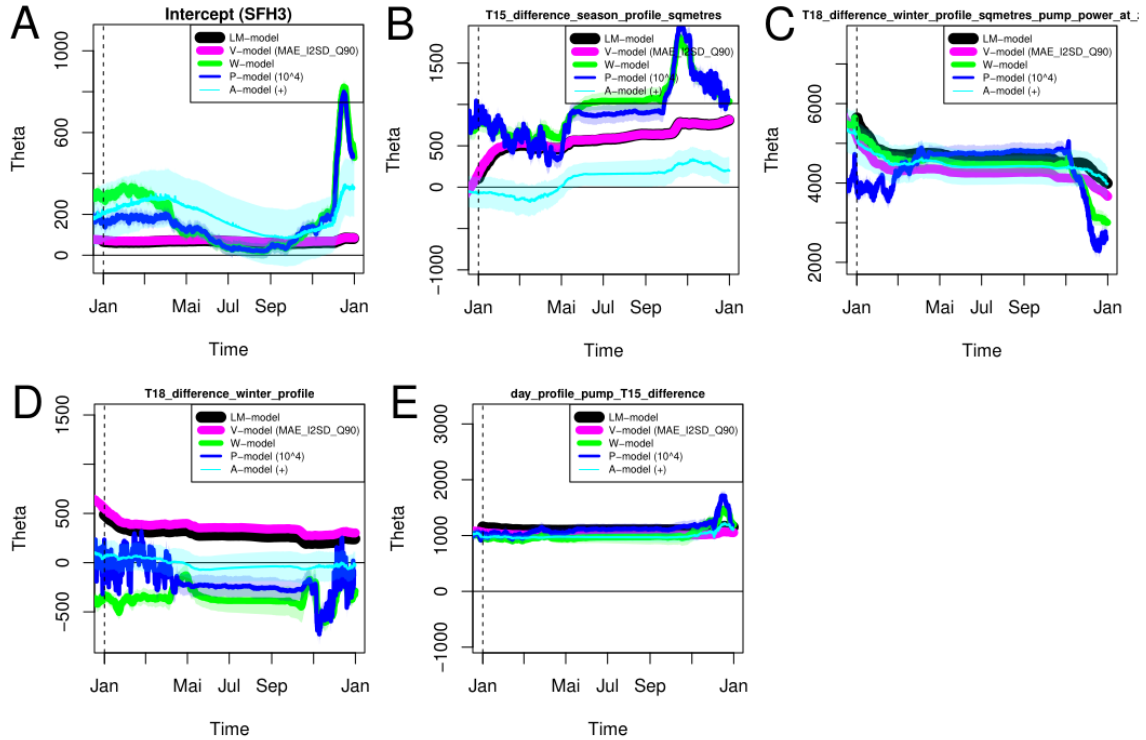 A
Intercept (SFH3)
LM−model
V−model (MAE_I2SD_Q90)
W−model
P−model (10^4)
A−model (+)
Theta
0
200
600
1000
Jan
Mai
Jul
Sep
Jan
Time
B
T15_difference_season_profile_sqmetres
LM−model
V−model (MAE_I2SD_Q90)
W−model
P−model (10^4)
A−model (+)
Theta
−1000
0
500
1500
Jan
Mai
Jul
Sep
Jan
Time
C
T18_difference_winter_profile_sqmetres_pump_power_at_
LM−model
V−model (MAE_I2SD_Q90)
W−model
P−model (10^4)
A−model (+)
Theta
2000
4000
6000
Jan
Mai
Jul
Sep
Jan
Time
D
T18_difference_winter_profile
LM−model
V−model (MAE_I2SD_Q90)
W−model
P−model (10^4)
A−model (+)
Theta
−500
0
500
1500
Jan
Mai
Jul
Sep
Jan
Time
E
day_profile_pump_T15_difference
LM−model
V−model (MAE_I2SD_Q90)
W−model
P−model (10^4)
A−model (+)
Theta
−1000
0
1000
2000
3000
Jan
Mai
Jul
Sep
Jan
Time